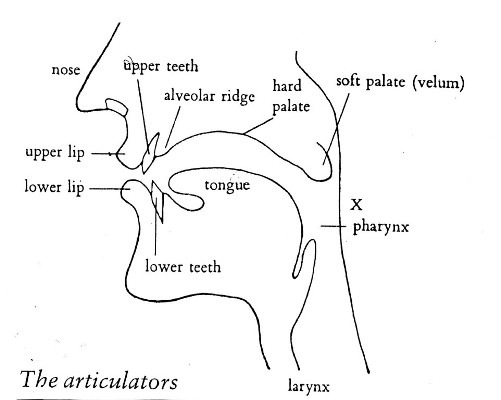 nose
upper teeth
alveolar ridge
hard
palate
soft palate (velum)
upper lip
lower lip
tongue
X
pharynx
lower teeth
The articulators
larynx